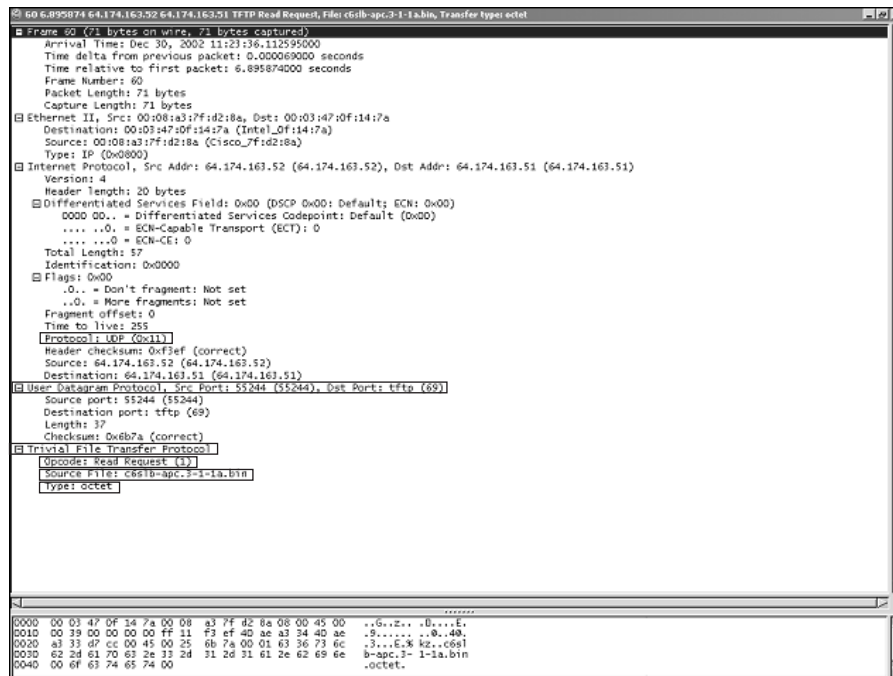 60 6.895874 64.174.163.52 64.174.163.51 TFTP Read Request, File: c6slb-apc.3-1-1a.bin, Transfer type: octet
Frame 60 (71 bytes on wire, 71 bytes captured)
Arrival Time: Dec 30, 2002 11:23:36.112595000
Time delta from previous packet: 0.000069000 seconds
Time relative to first packet: 6.895874000 seconds
Frame Number: 60
Packet Length: 71 bytes
Capture Length: 71 bytes
Ethernet II, Src: 00:08:a3:7f:d2:8a, Dst: 00:03:47:0f:14:7a
Destination: 00:03:47:0f:14:7a (Intel_0f:14:7a)
Source: 00:08:a3:7f:d2:8a (Cisco_7f:d2:8a)
Type: IP (0x0800)
Internet Protocol, Src Addr: 64.174.163.52 (64.174.163.52), Dst Addr: 64.174.163.51 (64.174.163.51)
Version: 4
Header length: 20 bytes
Differentiated Services Field: 0x00 (DSCP 0x00: Default; ECN: 0x00)
0000 00.. = Differentiated Services Codepoint: Default (0x00)
.... ..0. = ECN-Capable Transport (ECT): 0
.... ...0 = ECN-CE: 0
Total Length: 57
Identification: 0x0000
Flags: 0x00
.0.. = Don't fragment: Not set
..0. = More fragments: Not set
Fragment offset: 0
Time to live: 255
Protocol: UDP (0x11)
Header checksum: 0xf3ef (correct)
Source: 64.174.163.52 (64.174.163.52)
Destination: 64.174.163.51 (64.174.163.51)
User Datagram Protocol, Src Port: 55244 (55244), Dst Port: tftp (69)
Source port: 55244 (55244)
Destination port: tftp (69)
Length: 37
Checksum: 0x6b7a (correct)
Trivial File Transfer Protocol
Opcode: Read Request (1)
Source File: c6slb-apc.3-1-1a.bin
Type: octet
0000 00 03 47 0f 14 7a 00 08 a3 7f d2 8a 08 00 45 00 ..G..z.. .0....E.
0010 00 39 00 00 00 00 ff 11 f3 ef 40 ae a3 34 40 ae .9...... ..@..4@.
0020 a3 33 d7 cc 00 45 00 25 6b 7a 00 01 63 36 73 6c .3...E.% kz..c6sl
0030 62 2d 61 70 63 2e 33 2d 31 2d 31 61 2e 62 69 6e b-apc.3- 1-1a.bin
0040 00 6f 63 74 65 74 00 .octet.